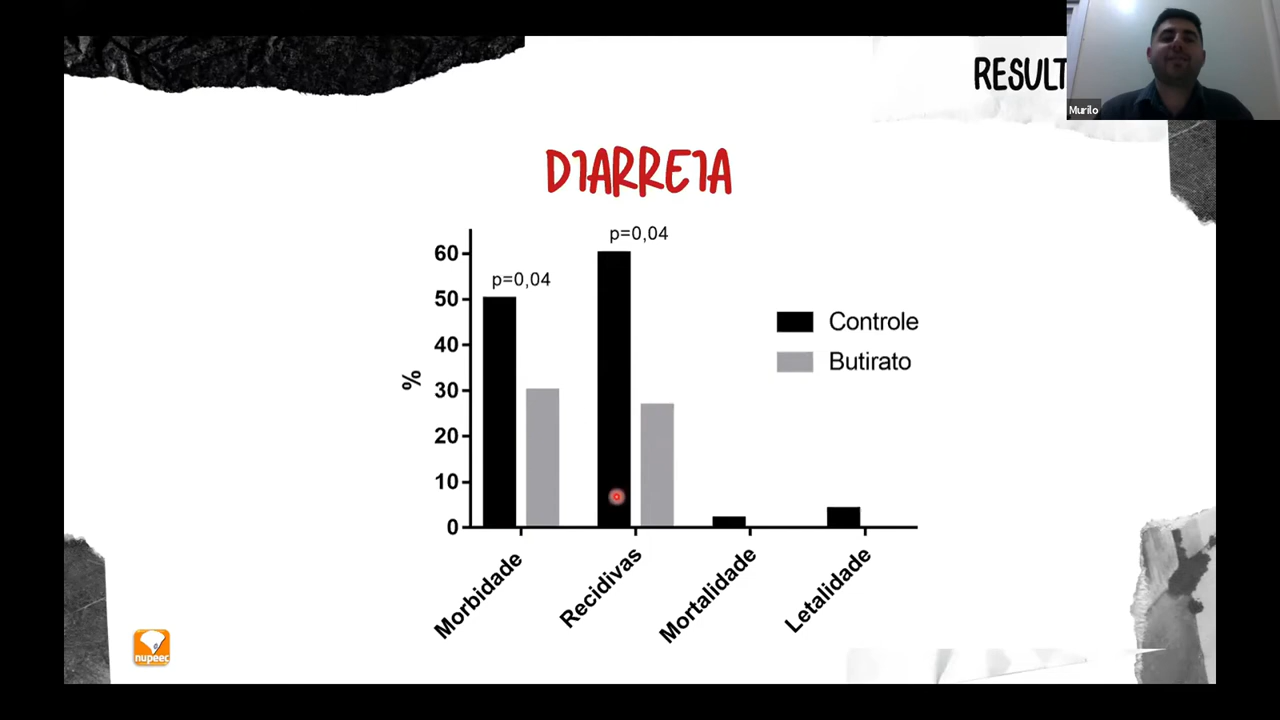 RESULT
Murilo
DIARREIA
p=0,04
p=0,04
60
50
40
30
20
10
0
%
Controle
Butirato
Morbidade
Recidivas
Mortalidade
Letalidade
nupeec